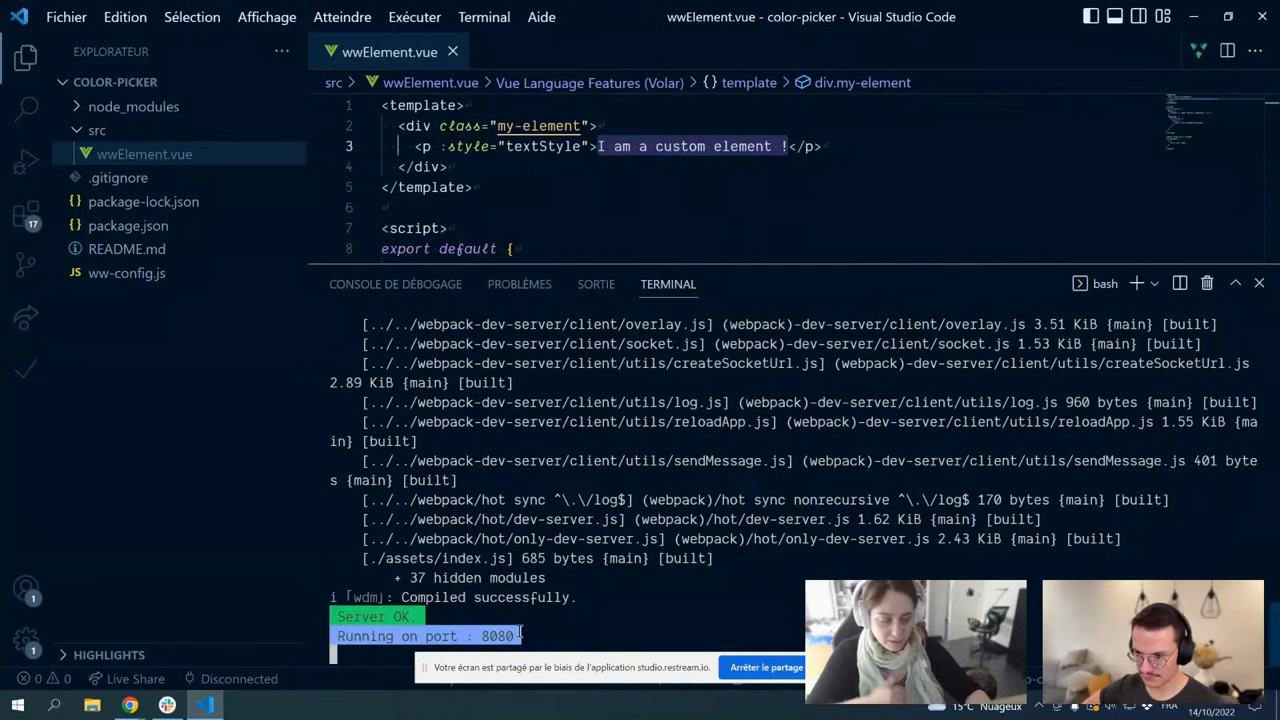 Fichier Edition Sélection Affichage Atteindre Exécuter Terminal Aide
wwElement.vue - color-picker - Visual Studio Code
EXPLORATEUR
COLOR-PICKER
node_modules
src
wwElement.vue
.gitignore
package-lock.json
package.json
README.md
ww-config.js
HIGHLIGHTS
17
1
1
wwElement.vue
src > wwElement.vue > Vue Language Features (Volar) > {} template > div.my-element
1 <template>
2 <div class="my-element">
3 <p :style="textStyle">I am a custom element !</p>
4 </div>
5 </template>
6
7 <script>
8 export default {
CONSOLE DE DÉBOGAGE PROBLÈMES SORTIE TERMINAL
bash
[../../webpack-dev-server/client/overlay.js] (webpack)-dev-server/client/overlay.js 3.51 KiB {main} [built]
[../../webpack-dev-server/client/socket.js] (webpack)-dev-server/client/socket.js 1.53 KiB {main} [built]
[../../webpack-dev-server/client/utils/createSocketUrl.js] (webpack)-dev-server/client/utils/createSocketUrl.js
2.89 KiB {main} [built]
[../../webpack-dev-server/client/utils/log.js] (webpack)-dev-server/client/utils/log.js 960 bytes {main} [built]
[../../webpack-dev-server/client/utils/reloadApp.js] (webpack)-dev-server/client/utils/reloadApp.js 1.55 KiB {ma
in} [built]
[../../webpack-dev-server/client/utils/sendMessage.js] (webpack)-dev-server/client/utils/sendMessage.js 401 byte
s {main} [built]
[../../webpack/hot sync ^\.\/log$] (webpack)/hot sync nonrecursive ^\.\/log$ 170 bytes {main} [built]
[../../webpack/hot/dev-server.js] (webpack)/hot/dev-server.js 1.62 KiB {main} [built]
[../../webpack/hot/only-dev-server.js] (webpack)/hot/only-dev-server.js 2.43 KiB {main} [built]
[./assets/index.js] 685 bytes {main} [built]
+ 37 hidden modules
i ｢wdm｣: Compiled successfully.
Server OK.
Running on port : 8080
Votre écran est partagé par le biais de l'application studio.restream.io.
Arrêter le partage
0 0 Live Share Disconnected
15°C Nuageux
14/10/2022